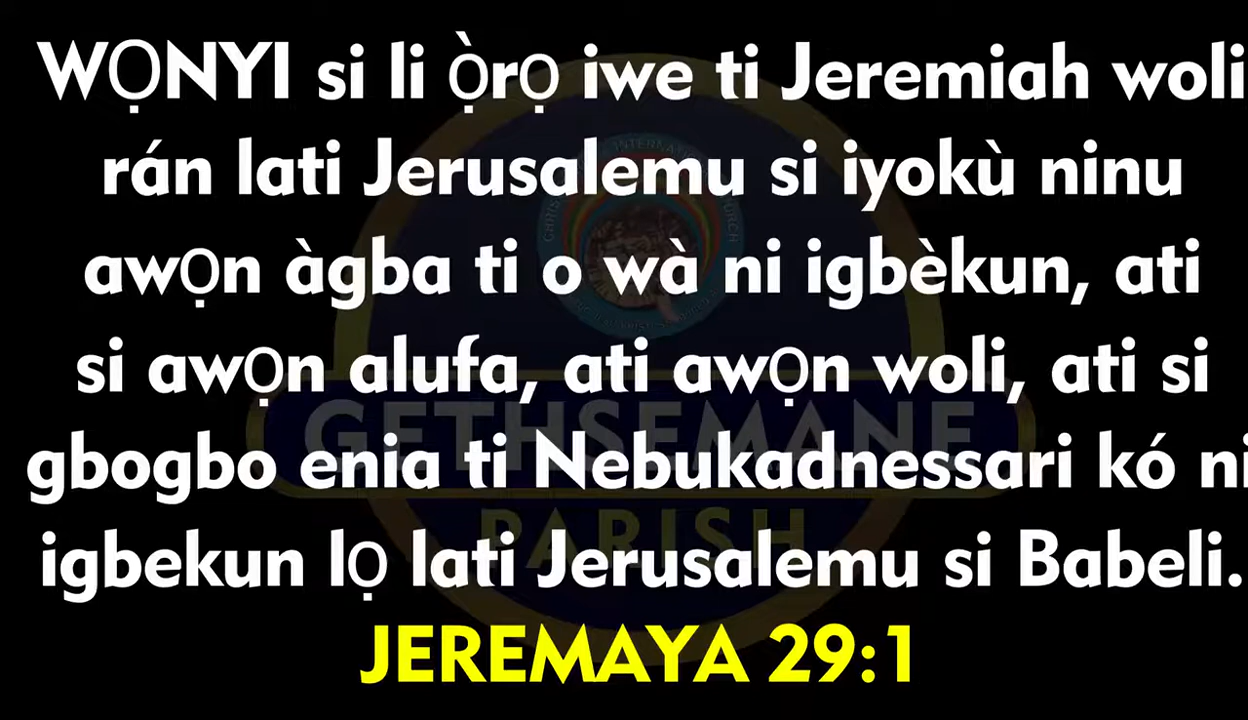 WỌNYI si li ọ̀rọ iwe ti Jeremiah woli
rán lati Jerusalemu si iyokù ninu
awọn àgba ti o wà ni igbèkun, ati
si awọn alufa, ati awọn woli, ati si
gbogbo enia ti Nebukadnessari kó ni
igbekun lọ lati Jerusalemu si Babeli.
JEREMAYA 29:1
GETHSEMANE
PARISH